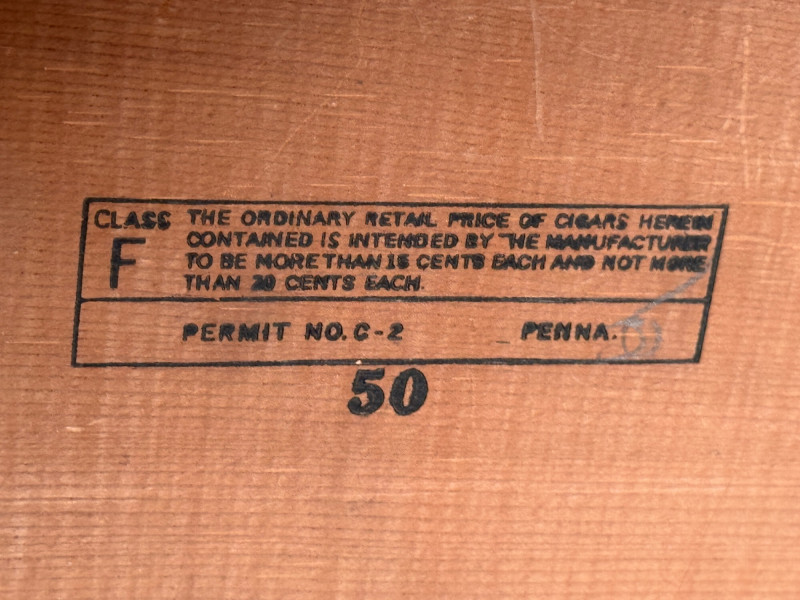 CLASS F
THE ORDINARY RETAIL PRICE OF CIGARS HEREIN
CONTAINED IS INTENDED BY THE MANUFACTURER
TO BE MORE THAN 15 CENTS EACH AND NOT MORE
THAN 20 CENTS EACH.
PERMIT NO. C-2 PENNA.
50